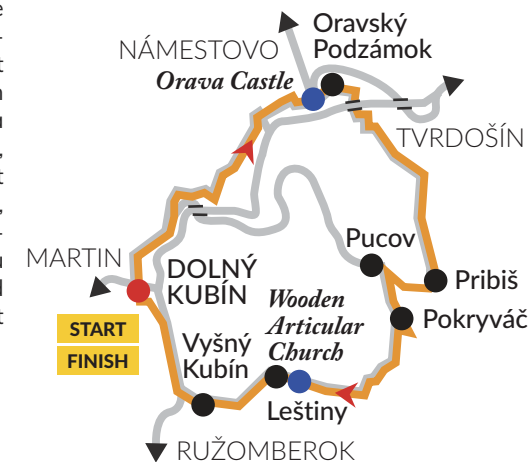 Oravský
Podzámok
NÁMESTOVO
Orava Castle
TVRDOŠÍN
MARTIN
DOLNÝ
KUBÍN
START
FINISH
Pucov
Pribiš
Pokryváč
Wooden
Articular
Church
Vyšný
Kubín
Leštiny
RUŽOMBEROK